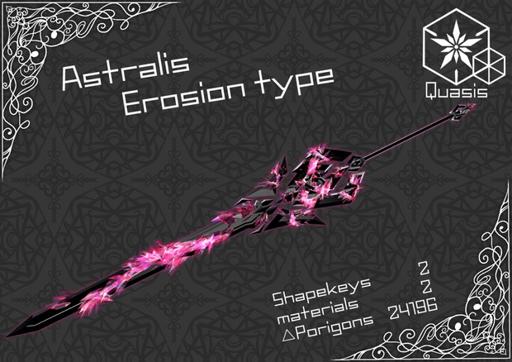 Astralis
Erosion type
Quasis
Shapekeys 2
materials 2
△Porigons 24196